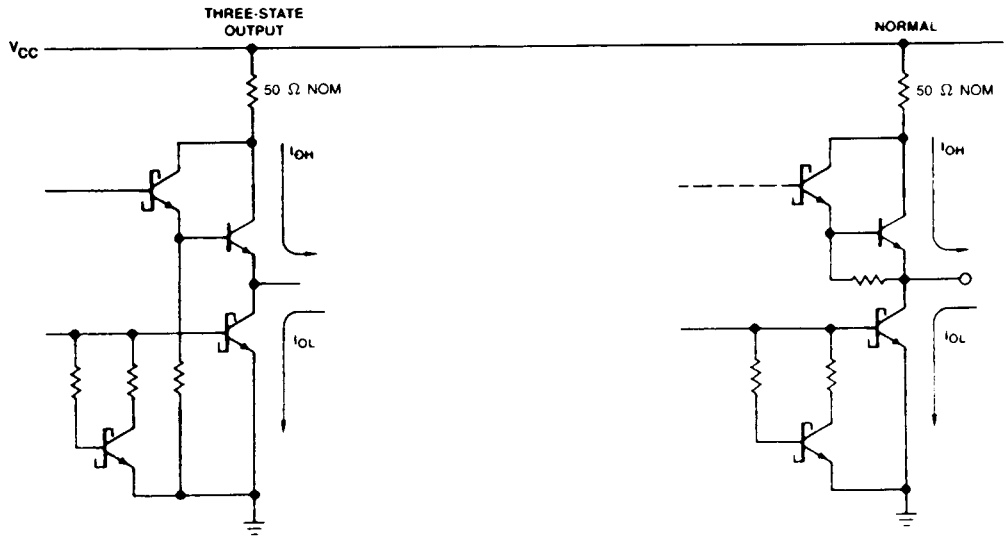 THREE-STATE
OUTPUT
NORMAL
VCC
50 Ω NOM
50 Ω NOM
IOH
IOH
IOL
IOL